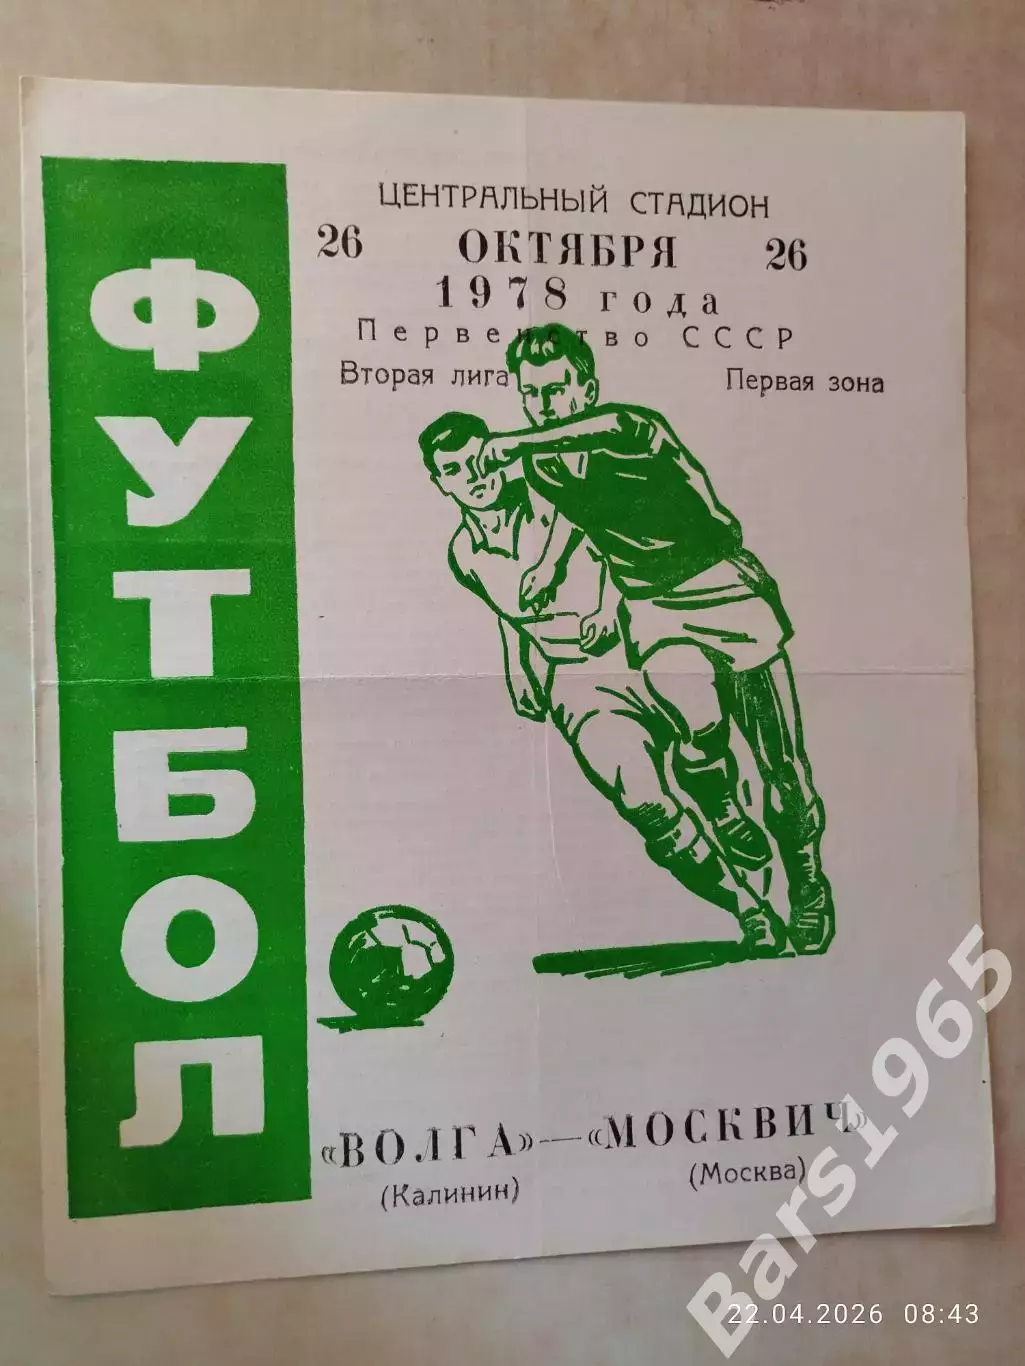 ФУТБОЛ
ЦЕНТРАЛЬНЫЙ СТАДИОН
26 ОКТЯБРЯ 26
1978 года
Первенство СССР
Вторая лига Первая зона
«ВОЛГА» — «МОСКВИЧ»
(Калинин) (Москва)
Bars1965
22.04.2026 08:43